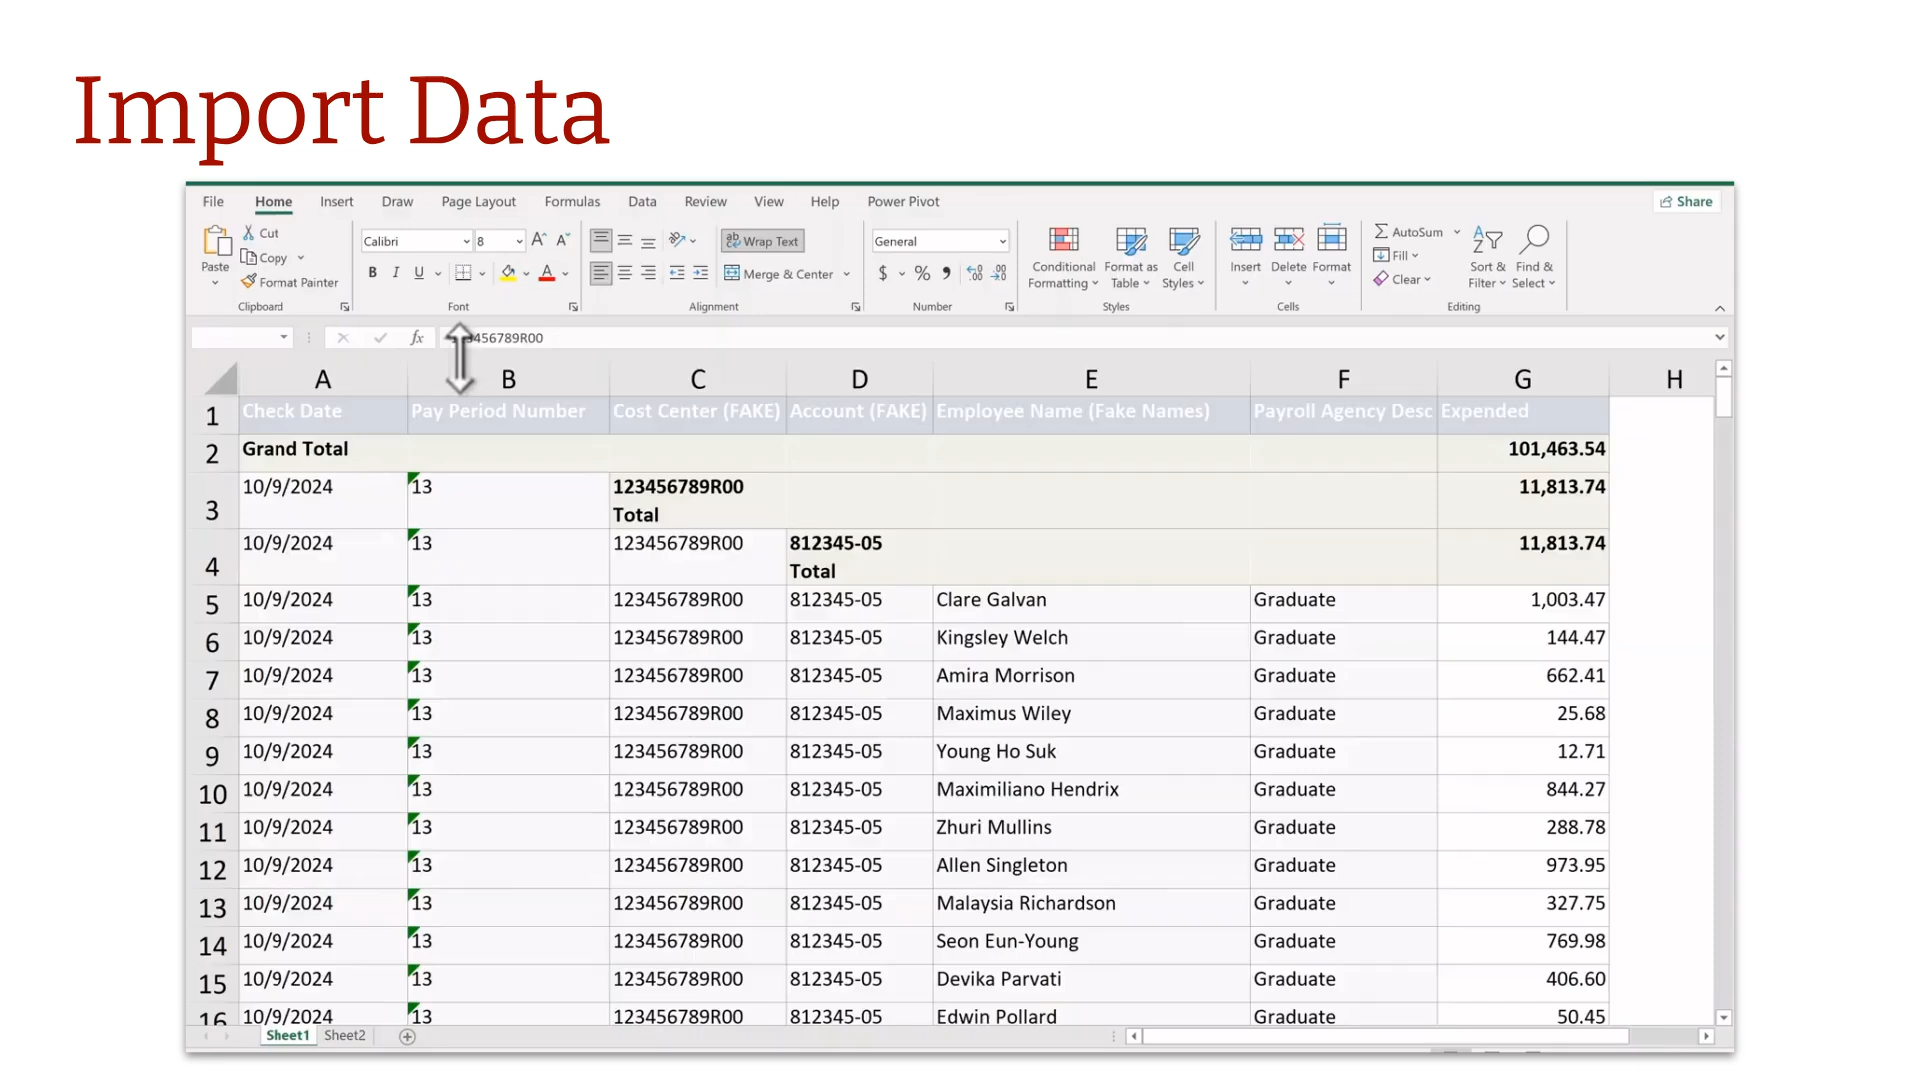 Import Data
File Home Insert Draw Page Layout Formulas Data Review View Help Power Pivot Share
Paste Cut Copy Format Painter Clipboard
Calibri 8 B I U A Font
ab Wrap Text Merge & Center Alignment
General $ % Number
Conditional Formatting Format as Table Cell Styles Styles
Insert Delete Format Cells
AutoSum Fill Clear Sort & Filter Find & Select Editing
fx 456789R00
A B C D E F G H
1 Check Date Pay Period Number Cost Center (FAKE) Account (FAKE) Employee Name (Fake Names) Payroll Agency Desc Expended
2 Grand Total 101,463.54
3 10/9/2024 13 123456789R00 Total 11,813.74
4 10/9/2024 13 123456789R00 812345-05 Total 11,813.74
5 10/9/2024 13 123456789R00 812345-05 Clare Galvan Graduate 1,003.47
6 10/9/2024 13 123456789R00 812345-05 Kingsley Welch Graduate 144.47
7 10/9/2024 13 123456789R00 812345-05 Amira Morrison Graduate 662.41
8 10/9/2024 13 123456789R00 812345-05 Maximus Wiley Graduate 25.68
9 10/9/2024 13 123456789R00 812345-05 Young Ho Suk Graduate 12.71
10 10/9/2024 13 123456789R00 812345-05 Maximiliano Hendrix Graduate 844.27
11 10/9/2024 13 123456789R00 812345-05 Zhuri Mullins Graduate 288.78
12 10/9/2024 13 123456789R00 812345-05 Allen Singleton Graduate 973.95
13 10/9/2024 13 123456789R00 812345-05 Malaysia Richardson Graduate 327.75
14 10/9/2024 13 123456789R00 812345-05 Seon Eun-Young Graduate 769.98
15 10/9/2024 13 123456789R00 812345-05 Devika Parvati Graduate 406.60
16 10/9/2024 13 123456789R00 812345-05 Edwin Pollard Graduate 50.45
Sheet1 Sheet2